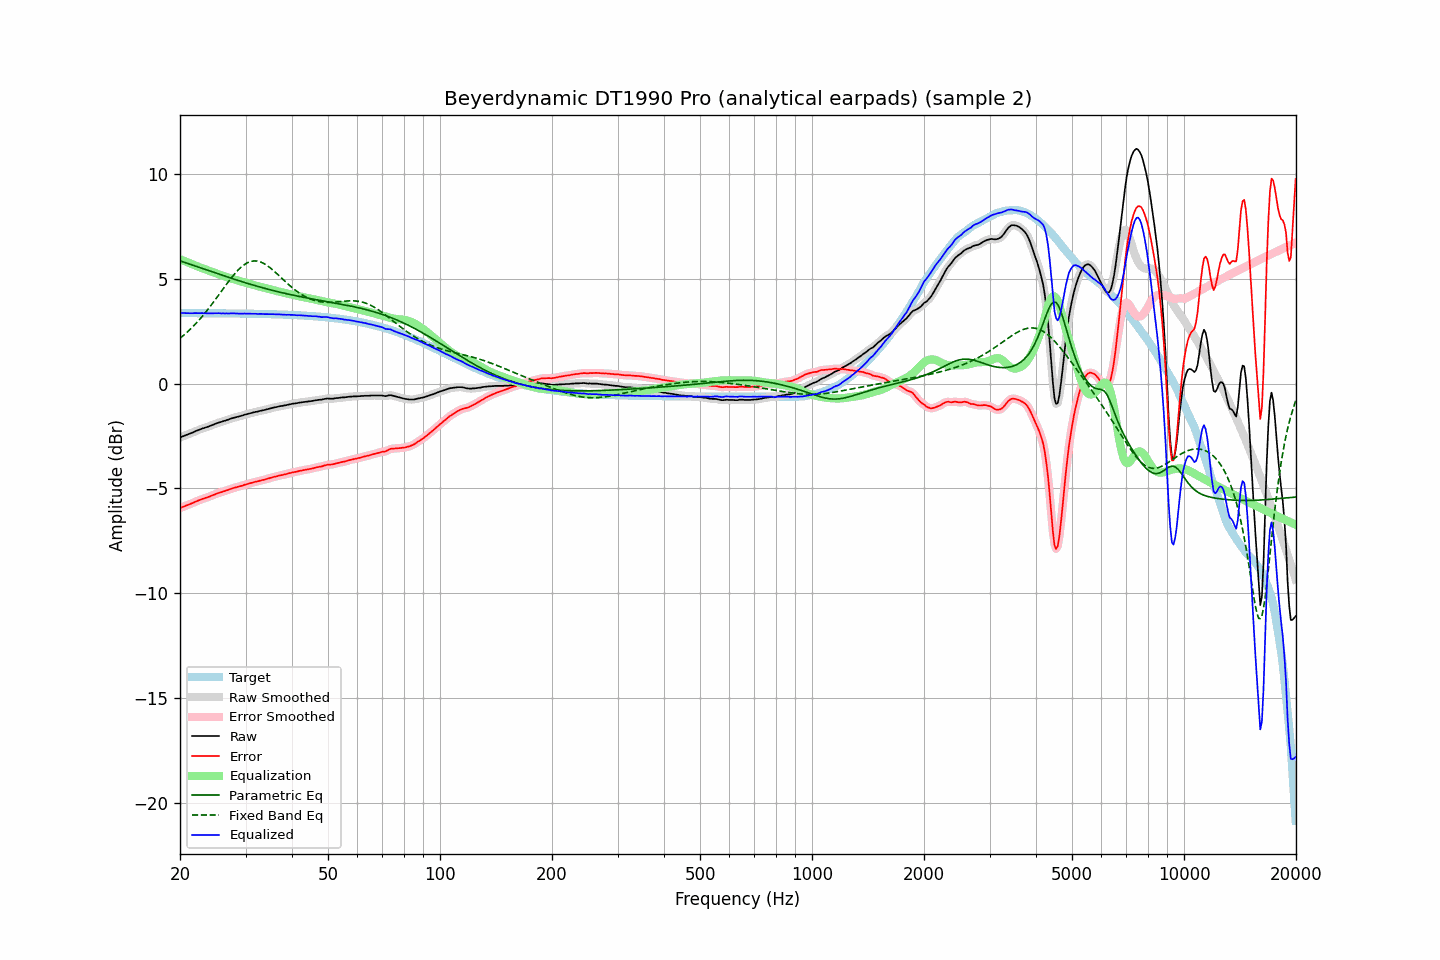 Beyerdynamic DT1990 Pro (analytical earpads) (sample 2)
Amplitude (dBr)
10
5
0
−5
−10
−15
−20
Target
Raw Smoothed
Error Smoothed
Raw
Error
Equalization
Parametric Eq
Fixed Band Eq
Equalized
20 50 100 200 500 1000 2000 5000 10000 20000
Frequency (Hz)